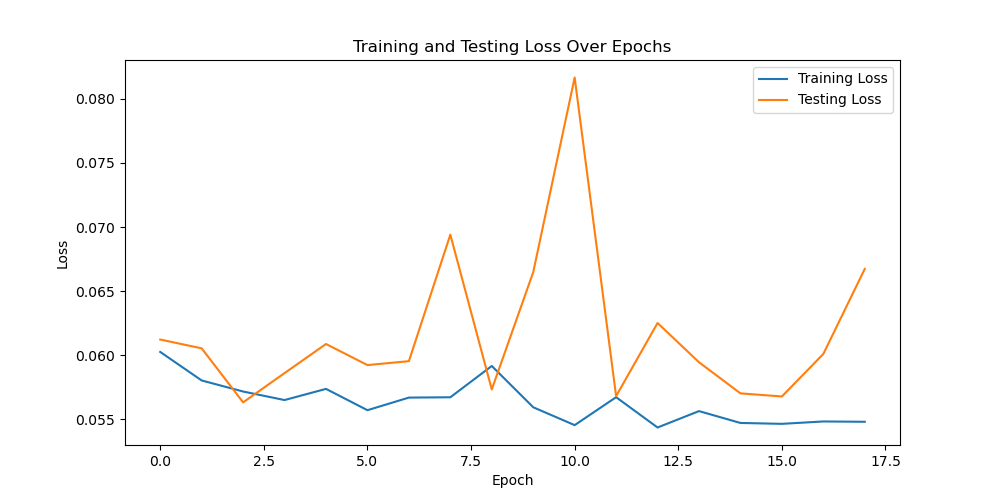 Training and Testing Loss Over Epochs
Training Loss
Testing Loss
0.080
0.075
0.070
0.065
0.060
0.055
Loss
0.0 2.5 5.0 7.5 10.0 12.5 15.0 17.5
Epoch